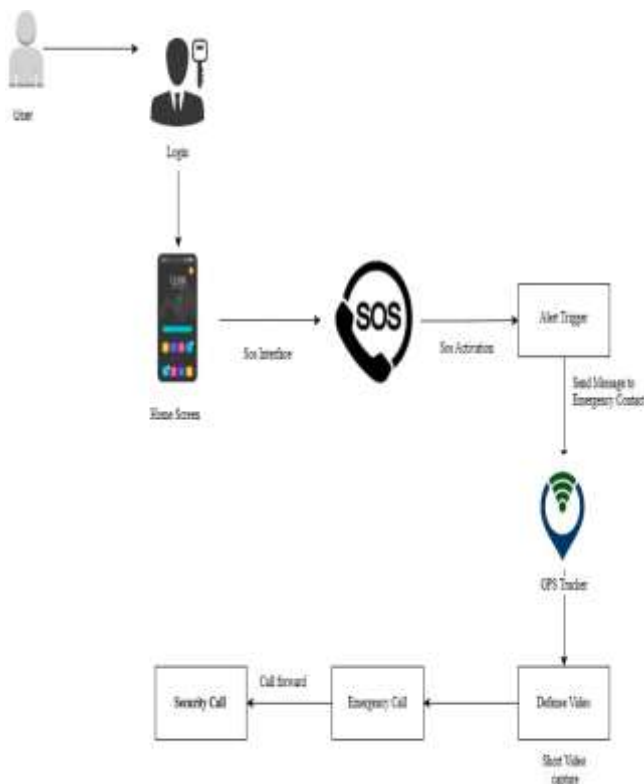 User
Login
SOS
Alert Trigger
Sos Interface
Sos Activation
Send Message to
Emergency Contact
Home Screen
GPS Tracker
Call forward
Security Call
Emergency Call
Defense Video
Short Video
capture